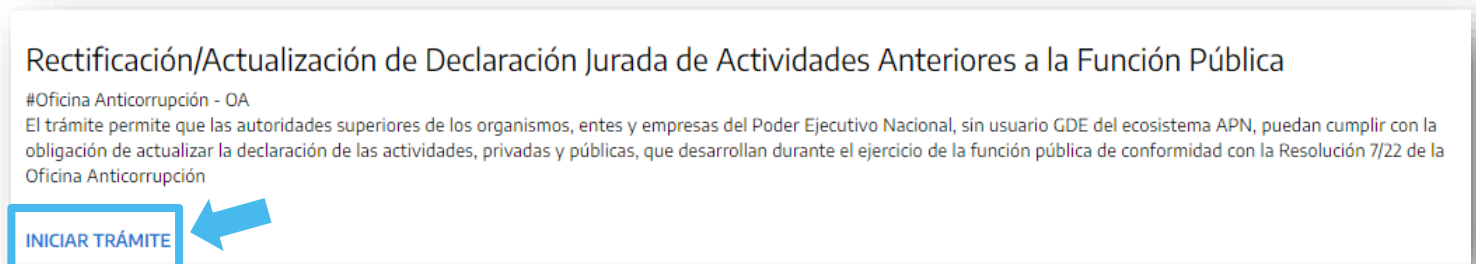 Rectificación/Actualización de Declaración Jurada de Actividades Anteriores a la Función Pública
#Oficina Anticorrupción - OA
El trámite permite que las autoridades superiores de los organismos, entes y empresas del Poder Ejecutivo Nacional, sin usuario GDE del ecosistema APN, puedan cumplir con la
obligación de actualizar la declaración de las actividades, privadas y públicas, que desarrollan durante el ejercicio de la función pública de conformidad con la Resolución 7/22 de la
Oficina Anticorrupción
INICIAR TRÁMITE